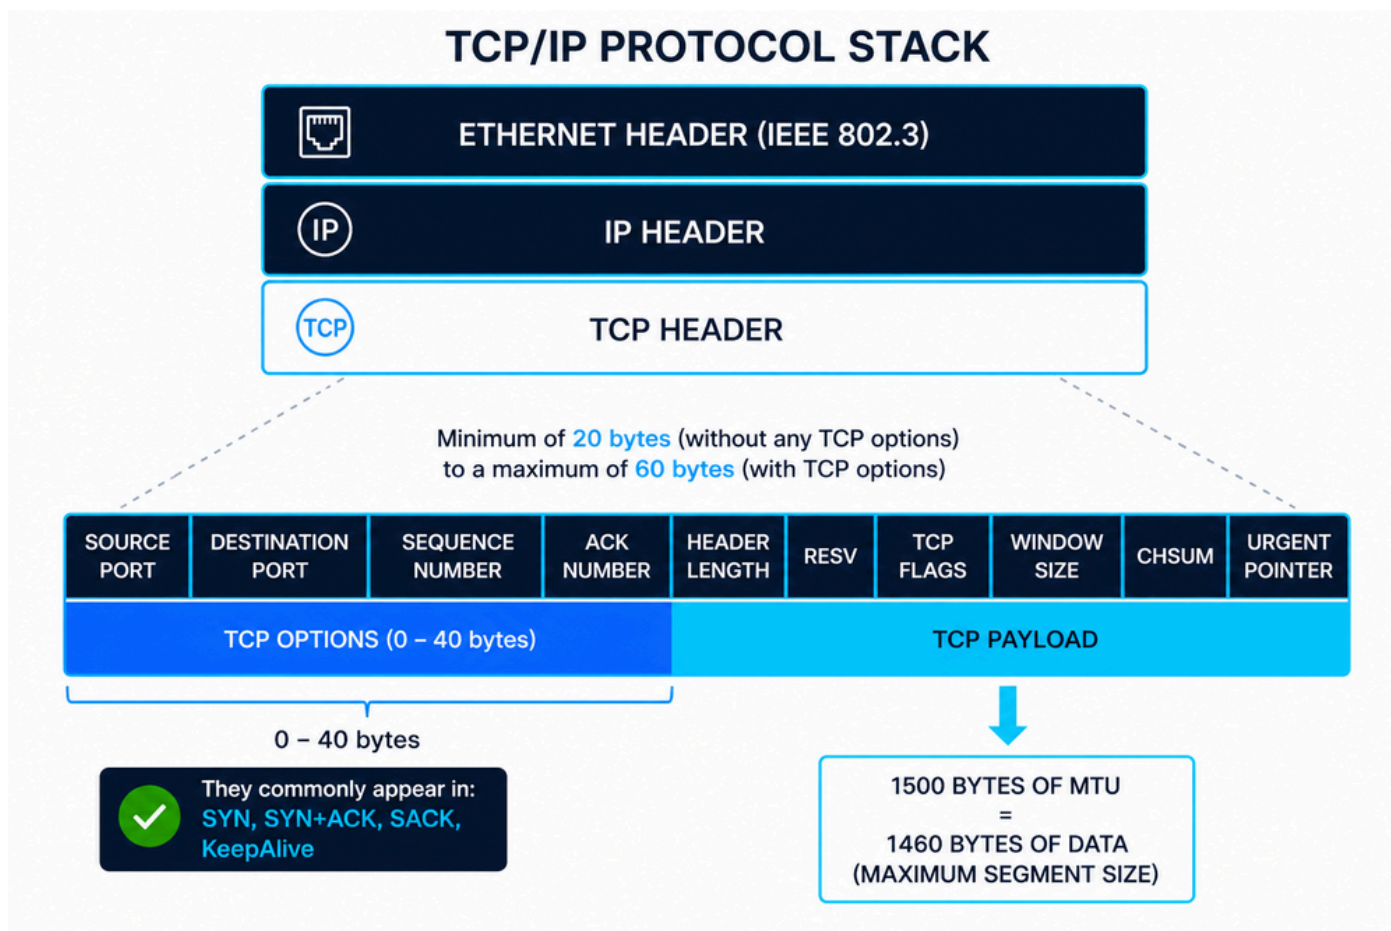 TCP/IP PROTOCOL STACK
ETHERNET HEADER (IEEE 802.3)
IP
IP HEADER
TCP
TCP HEADER
Minimum of 20 bytes (without any TCP options)
to a maximum of 60 bytes (with TCP options)
SOURCE
PORT
DESTINATION
PORT
SEQUENCE
NUMBER
ACK
NUMBER
HEADER
LENGTH
RESV
TCP
FLAGS
WINDOW
SIZE
CHSUM
URGENT
POINTER
TCP OPTIONS (0 – 40 bytes)
TCP PAYLOAD
0 – 40 bytes
They commonly appear in:
SYN, SYN+ACK, SACK,
KeepAlive
1500 BYTES OF MTU
=
1460 BYTES OF DATA
(MAXIMUM SEGMENT SIZE)